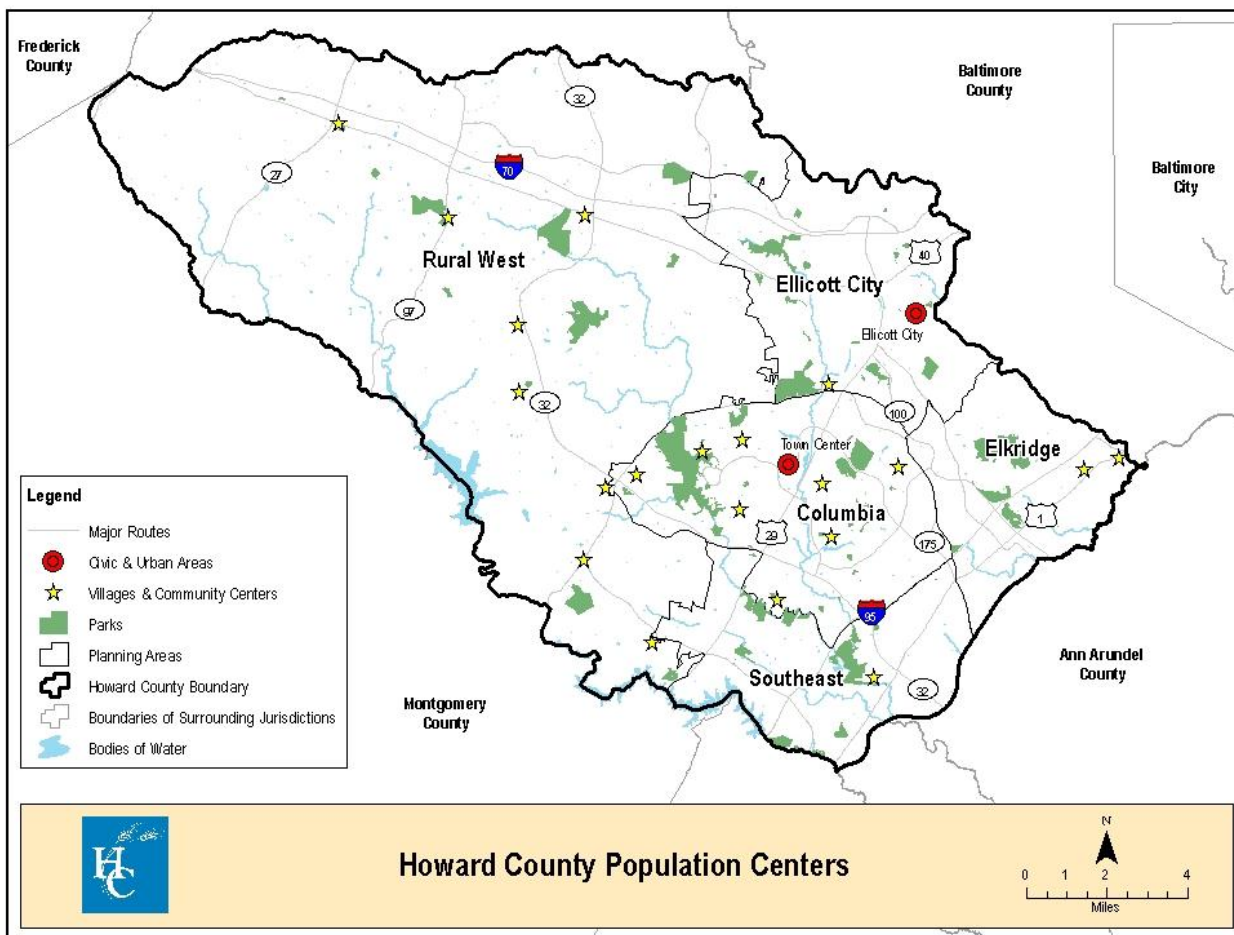 Frederick
County
Baltimore
County
Baltimore
City
32
70
27
Rural West
40
Ellicott City
97
Ellicott City
32
100
Town Center
Elkridge
Columbia
1
29
175
95
Southeast
32
Ann Arundel
County
Montgomery
County
Legend
Major Routes
Civic & Urban Areas
Villages & Community Centers
Parks
Planning Areas
Howard County Boundary
Boundaries of Surrounding Jurisdictions
Bodies of Water
HC
Howard County Population Centers
N
0 1 2 4
Miles